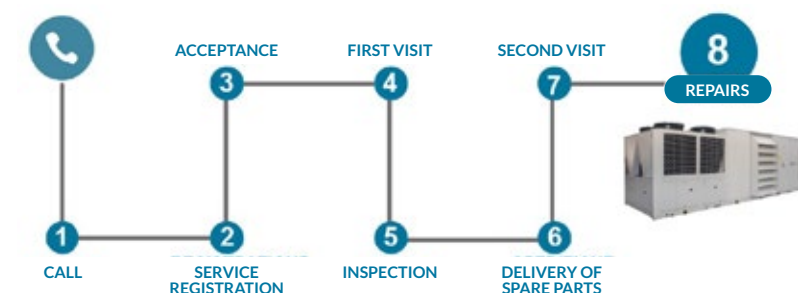 ACCEPTANCE
FIRST VISIT
SECOND VISIT
8
REPAIRS
3
4
7
1
2
5
6
CALL
SERVICE
REGISTRATION
INSPECTION
DELIVERY OF
SPARE PARTS